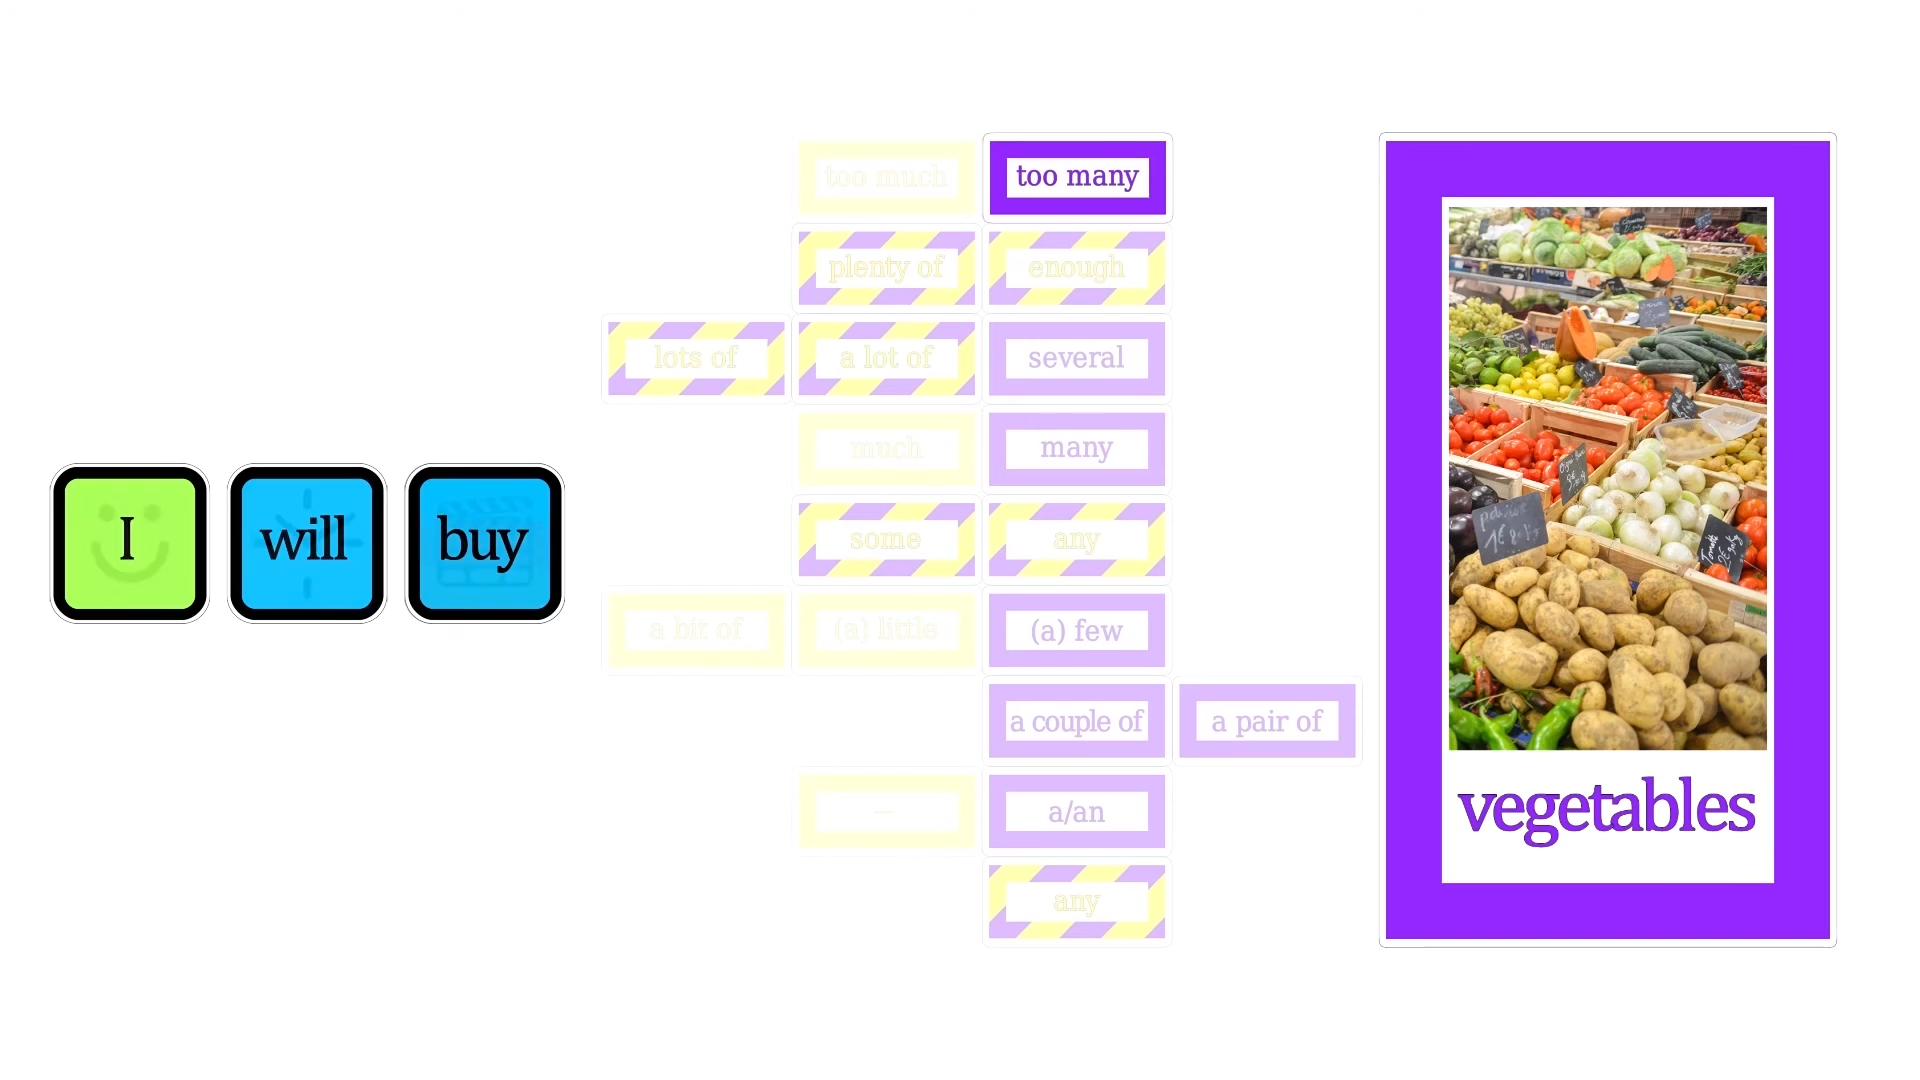 too much too many
plenty of enough
lots of a lot of several
much many
I will buy some any
a bit of (a) little (a) few
a couple of a pair of
— a/an
vegetables
any